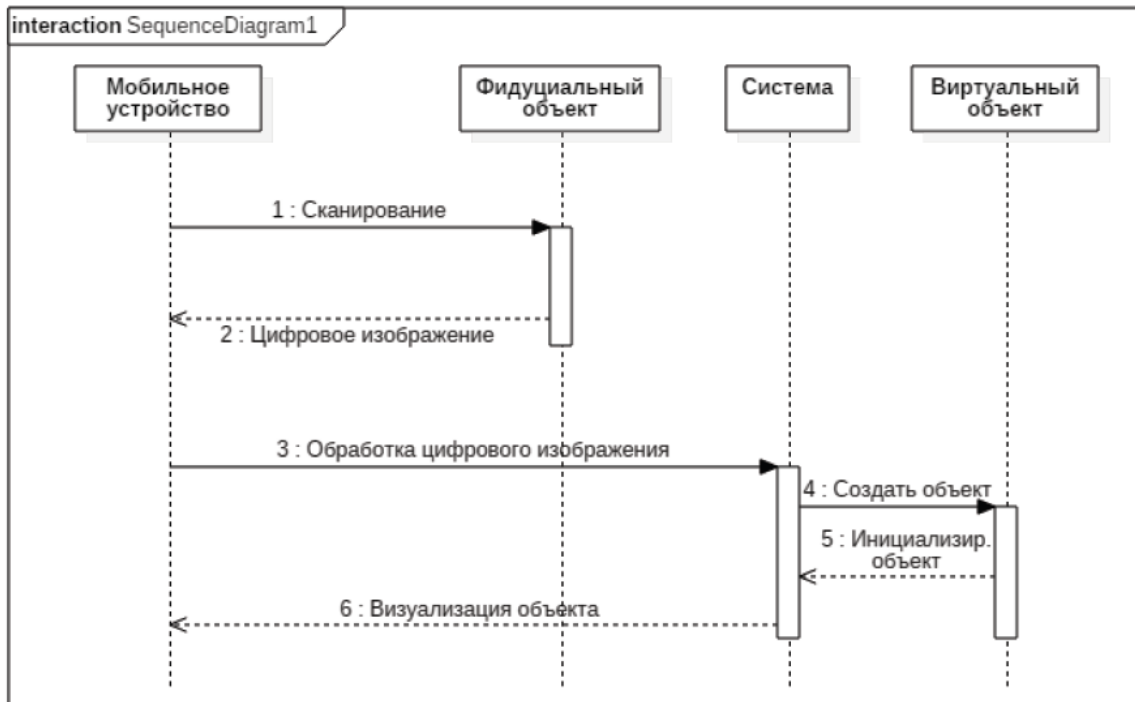 interaction SequenceDiagram1
Мобильное
устройство
Фидуциальный
объект
Система
Виртуальный
объект
1 : Сканирование
2 : Цифровое изображение
3 : Обработка цифрового изображения
4 : Создать объект
5 : Инициализир.
объект
6 : Визуализация объекта